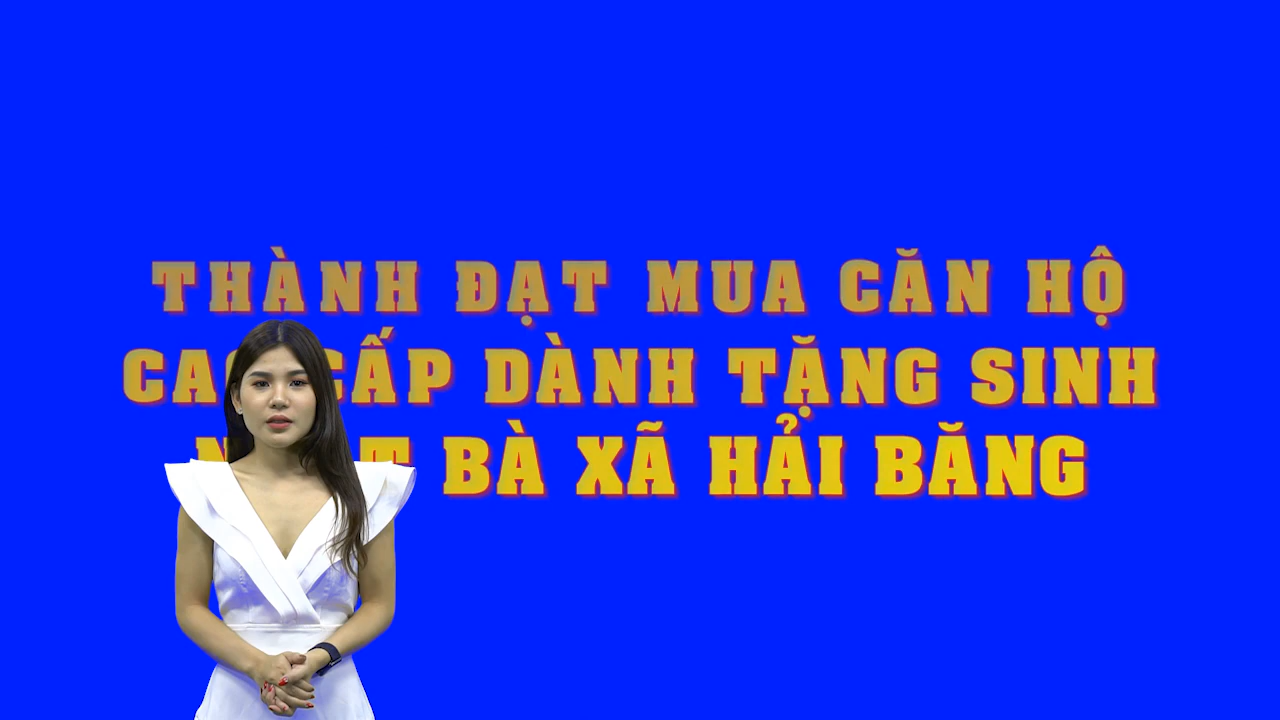 THÀNH ĐẠT MUA CĂN HỘ
CẤP DÀNH TẶNG SINH
BÀ XÃ HẢI BĂNG